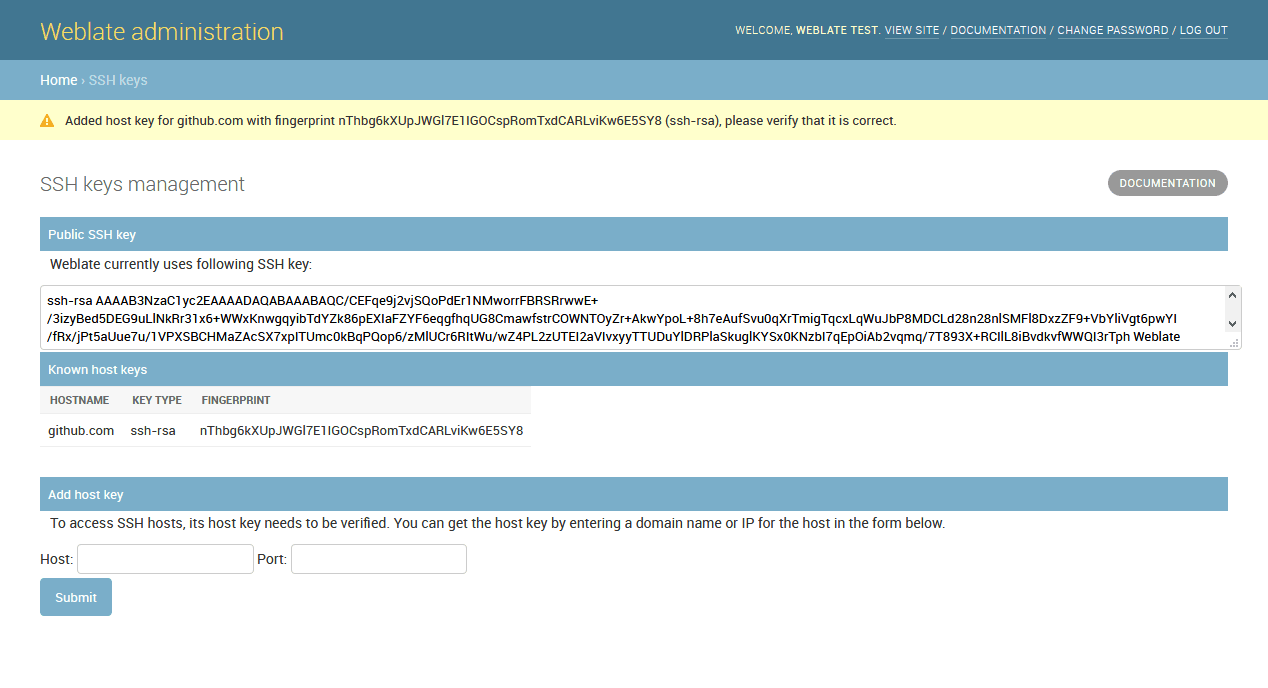 Weblate administration
WELCOME, WEBLATE TEST. VIEW SITE / DOCUMENTATION / CHANGE PASSWORD / LOG OUT
Home › SSH keys
Added host key for github.com with fingerprint nThbg6kXUpJWGl7E1IGOCspRomTxdCARLviKw6E5SY8 (ssh-rsa), please verify that it is correct.
SSH keys management
DOCUMENTATION
Public SSH key
Weblate currently uses following SSH key:
ssh-rsa AAAAB3NzaC1yc2EAAAADAQABAAABAQC/CEFqe9j2vjSQoPdEr1NMworrFBRSRrwwE+
/3izyBed5DEG9uLlNkRr31x6+WWxKnwgqyibTdYZk86pEXIaFZYF6eqgfhqUG8CmawfstrCOWNTOyZr+AkwYpoL+8h7eAufSvu0qXrTmigTqcxLqWuJbP8MDCLd28n28nlSMFl8DxzZF9+VbYliVgt6pwYI
/fRx/jPt5aUue7u/1VPXSBCHMaZAcSX7xpITUmc0kBqPQop6/zMlUCr6RItWu/wZ4PL2zUTEI2aVIvxyyTTUDuYlDRPlaSkuglKYSx0KNzbI7qEpOiAb2vqmq/7T893X+RCIlL8iBvdkvfWWQI3rTph Weblate
Known host keys
HOSTNAME KEY TYPE FINGERPRINT
github.com ssh-rsa nThbg6kXUpJWGl7E1IGOCspRomTxdCARLviKw6E5SY8
Add host key
To access SSH hosts, its host key needs to be verified. You can get the host key by entering a domain name or IP for the host in the form below.
Host: Port:
Submit